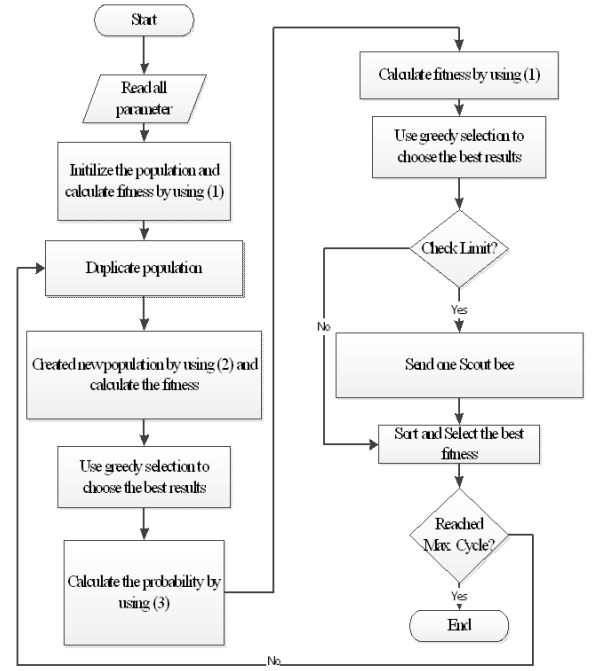 Start
Read all
parameter
Initilize the population and
calculate fitness by using (1)
Duplicate population
Created new population by using (2) and
calculate the fitness
Use greedy selection to
choose the best results
Calculate the probability by
using (3)
Calculate fitness by using (1)
Use greedy selection to
choose the best results
Check Limit?
Yes
No
Send one Scout bee
Sort and Select the best
fitness
Reached
Max. Cycle?
Yes
End
No